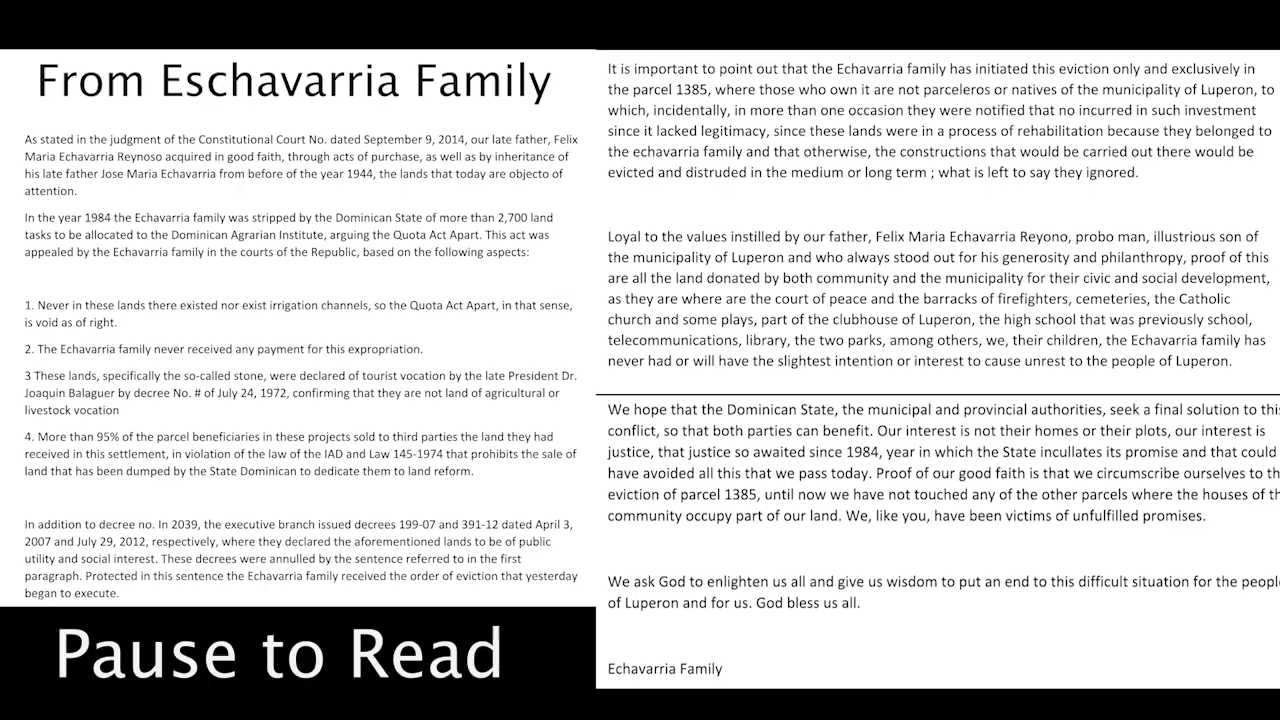 From Eschavarria Family
As stated in the judgment of the Constitutional Court No. dated September 9, 2014, our late father, Felix
Maria Echavarria Reynoso acquired in good faith, through acts of purchase, as well as by inheritance of
his late father Jose Maria Echavarria from before of the year 1944, the lands that today are objecto of
attention.
In the year 1984 the Echavarria family was stripped by the Dominican State of more than 2,700 land
tasks to be allocated to the Dominican Agrarian Institute, arguing the Quota Act Apart. This act was
appealed by the Echavarria family in the courts of the Republic, based on the following aspects:
1. Never in these lands there existed nor exist irrigation channels, so the Quota Act Apart, in that sense,
is void as of right.
2. The Echavarria family never received any payment for this expropriation.
3 These lands, specifically the so-called stone, were declared of tourist vocation by the late President Dr.
Joaquin Balaguer by decree No. # of July 24, 1972, confirming that they are not land of agricultural or
livestock vocation
4. More than 95% of the parcel beneficiaries in these projects sold to third parties the land they had
received in this settlement, in violation of the law of the IAD and Law 145-1974 that prohibits the sale of
land that has been dumped by the State Dominican to dedicate them to land reform.
In addition to decree no. In 2039, the executive branch issued decrees 199-07 and 391-12 dated April 3,
2007 and July 29, 2012, respectively, where they declared the aforementioned lands to be of public
utility and social interest. These decrees were annulled by the sentence referred to in the first
paragraph. Protected in this sentence the Echavarria family received the order of eviction that yesterday
began to execute.
Pause to Read
It is important to point out that the Echavarria family has initiated this eviction only and exclusively in
the parcel 1385, where those who own it are not parceleros or natives of the municipality of Luperon, to
which, incidentally, in more than one occasion they were notified that no incurred in such investment
since it lacked legitimacy, since these lands were in a process of rehabilitation because they belonged to
the echavarria family and that otherwise, the constructions that would be carried out there would be
evicted and distruded in the medium or long term ; what is left to say they ignored.
Loyal to the values instilled by our father, Felix Maria Echavarria Reyono, probo man, illustrious son of
the municipality of Luperon and who always stood out for his generosity and philanthropy, proof of this
are all the land donated by both community and the municipality for their civic and social development,
as they are where are the court of peace and the barracks of firefighters, cemeteries, the Catholic
church and some plays, part of the clubhouse of Luperon, the high school that was previously school,
telecommunications, library, the two parks, among others, we, their children, the Echavarria family has
never had or will have the slightest intention or interest to cause unrest to the people of Luperon.
We hope that the Dominican State, the municipal and provincial authorities, seek a final solution to this
conflict, so that both parties can benefit. Our interest is not their homes or their plots, our interest is
justice, that justice so awaited since 1984, year in which the State incullates its promise and that could
have avoided all this that we pass today. Proof of our good faith is that we circumscribe ourselves to th
eviction of parcel 1385, until now we have not touched any of the other parcels where the houses of th
community occupy part of our land. We, like you, have been victims of unfulfilled promises.
We ask God to enlighten us all and give us wisdom to put an end to this difficult situation for the peopl
of Luperon and for us. God bless us all.
Echavarria Family